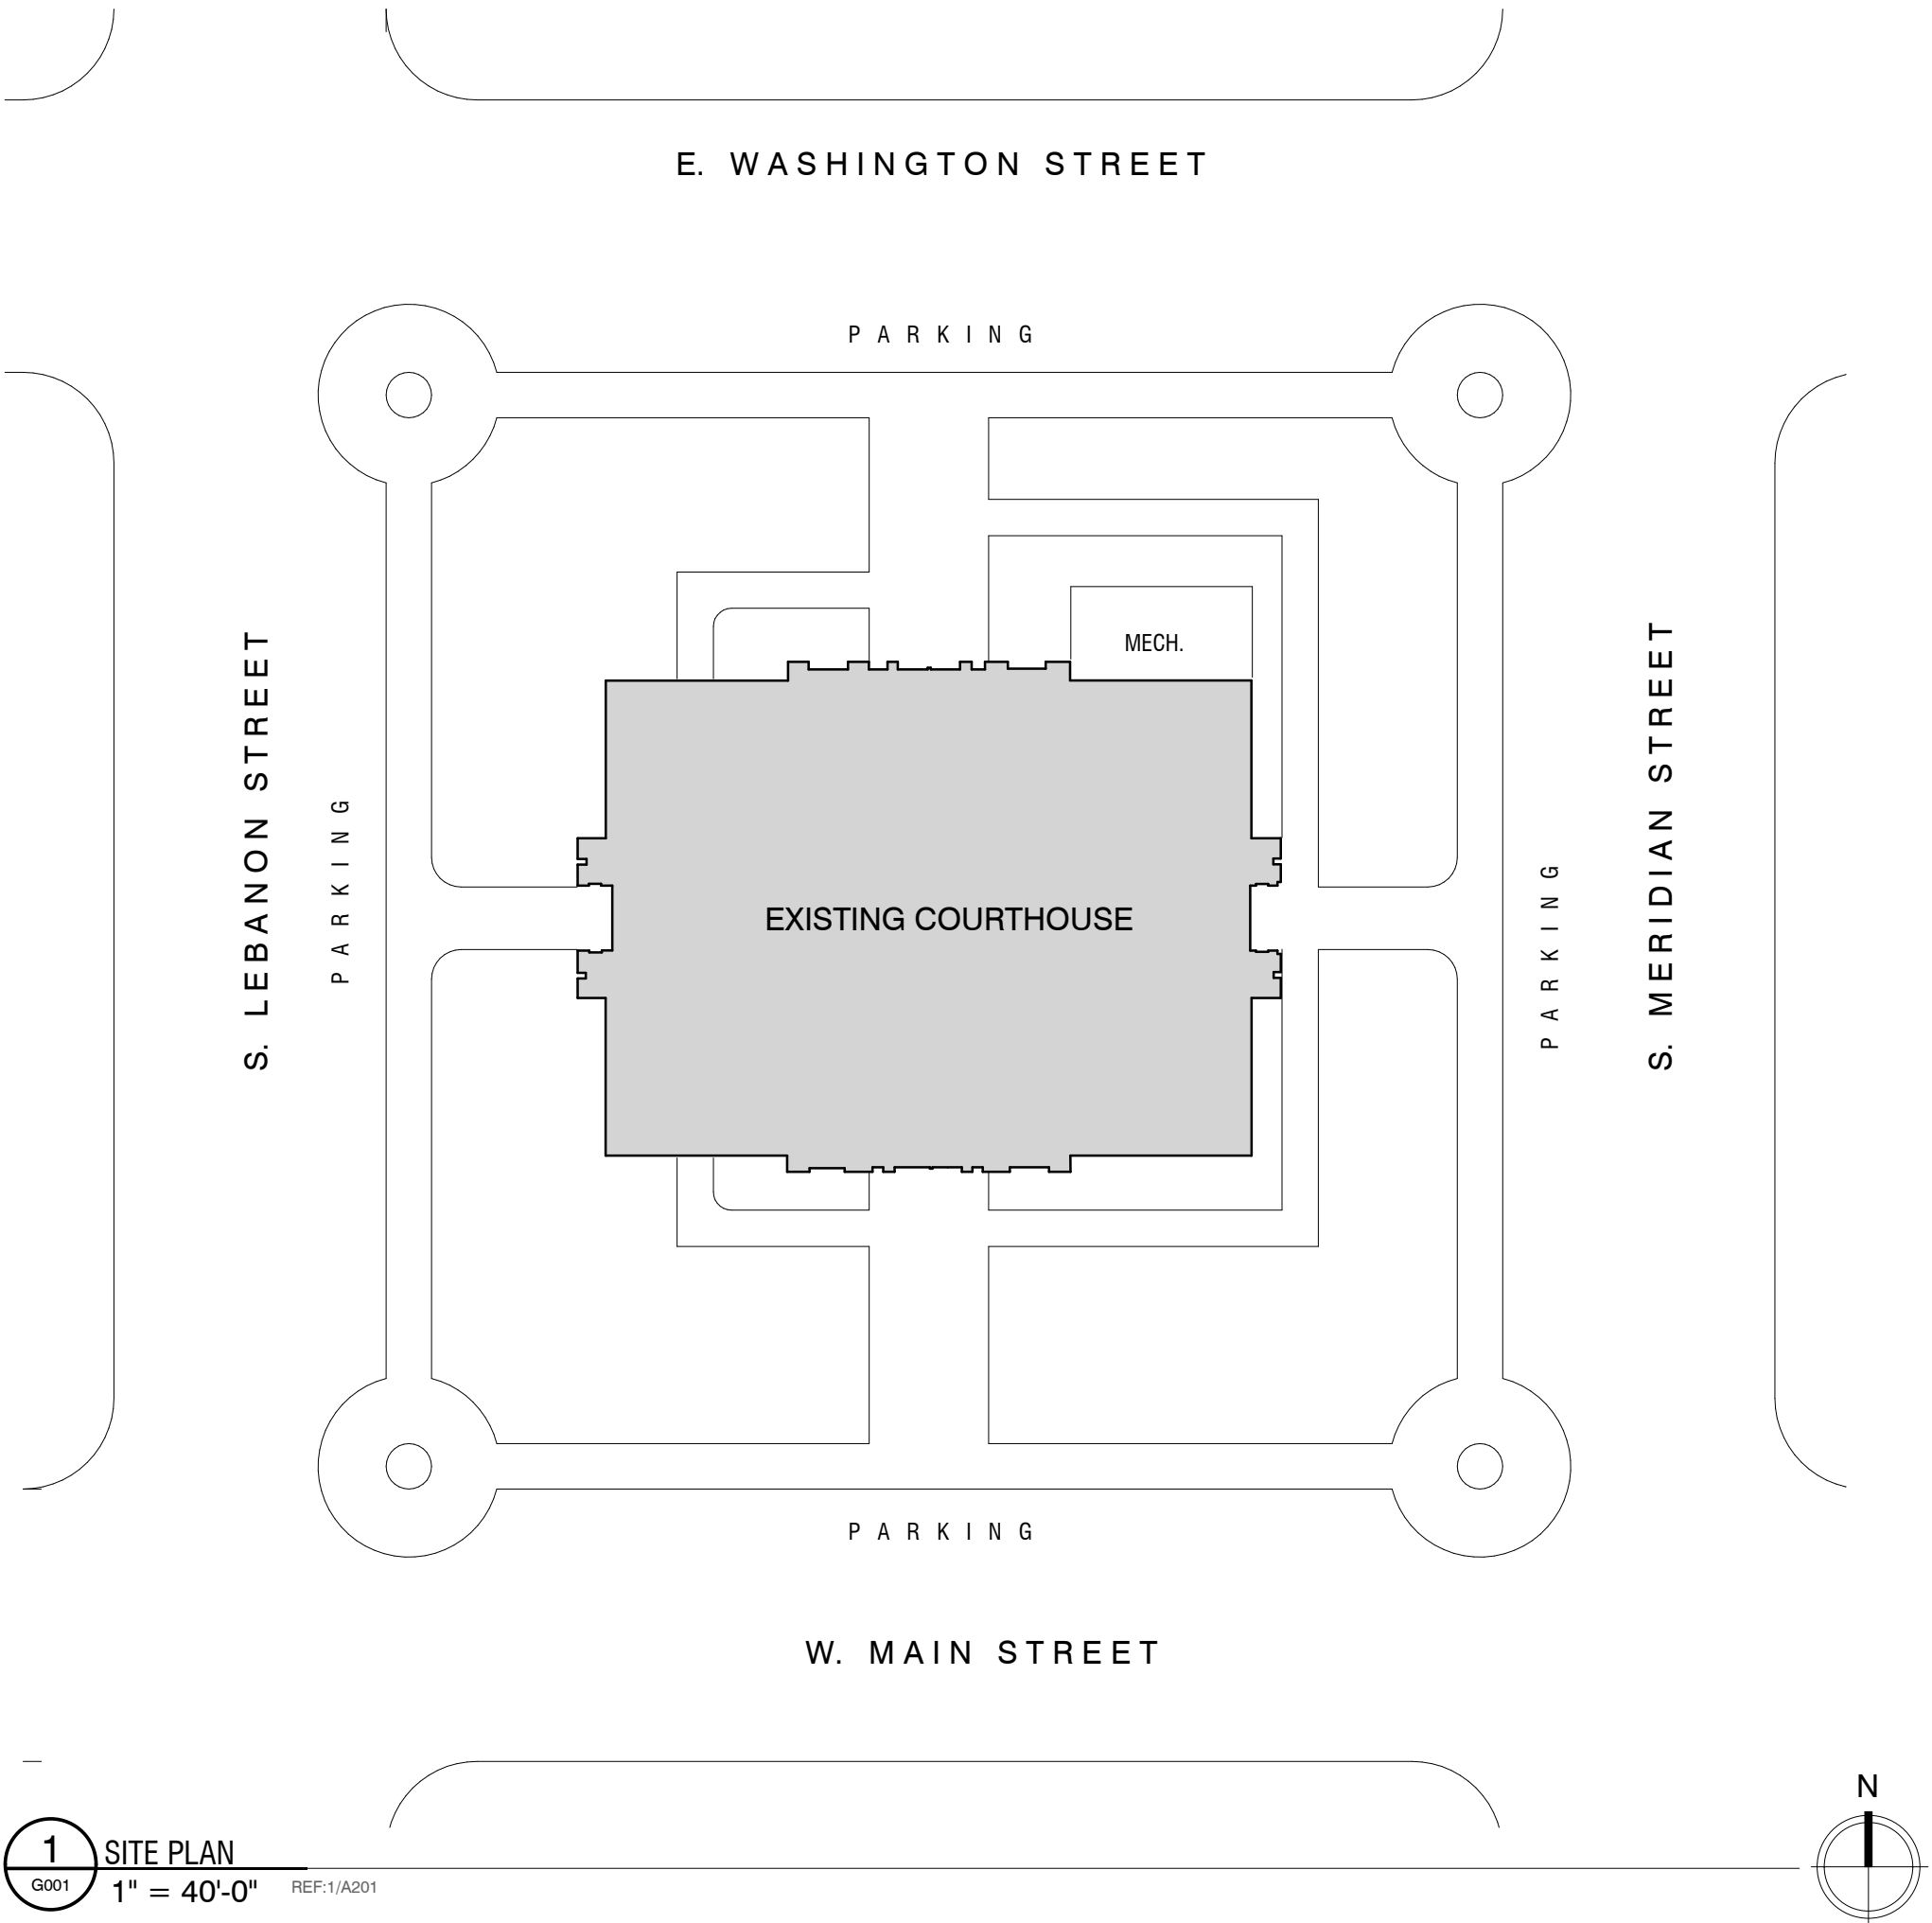 E. WASHINGTON STREET
PARKING
MECH.
S. LEBANON STREET
PARKING
EXISTING COURTHOUSE
PARKING
S. MERIDIAN STREET
PARKING
W. MAIN STREET
N
1
SITE PLAN
G001
1" = 40'-0"
REF:1/A201